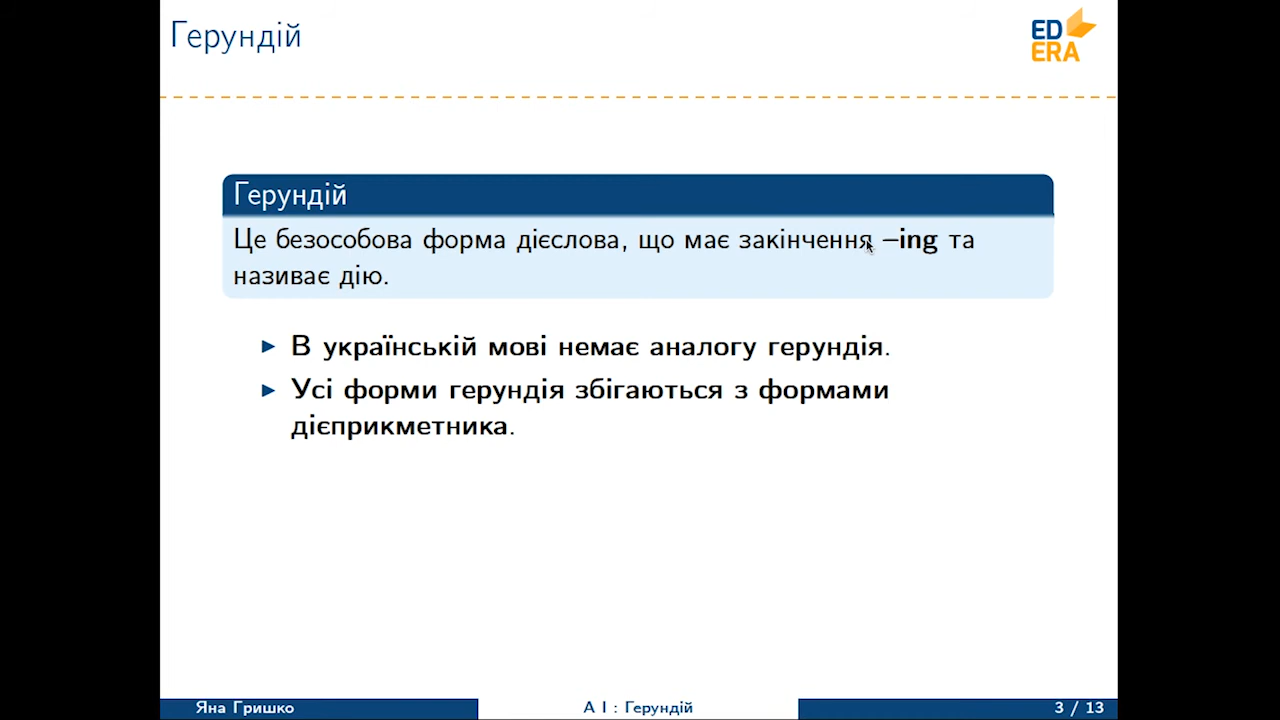 Герундій
ED
ERA
Герундій
Це безособова форма дієслова, що має закінчення –ing та
називає дію.
В українській мові немає аналогу герундія.
Усі форми герундія збігаються з формами
дієприкметника.
Яна Гришко
А І : Герундій
3 / 13